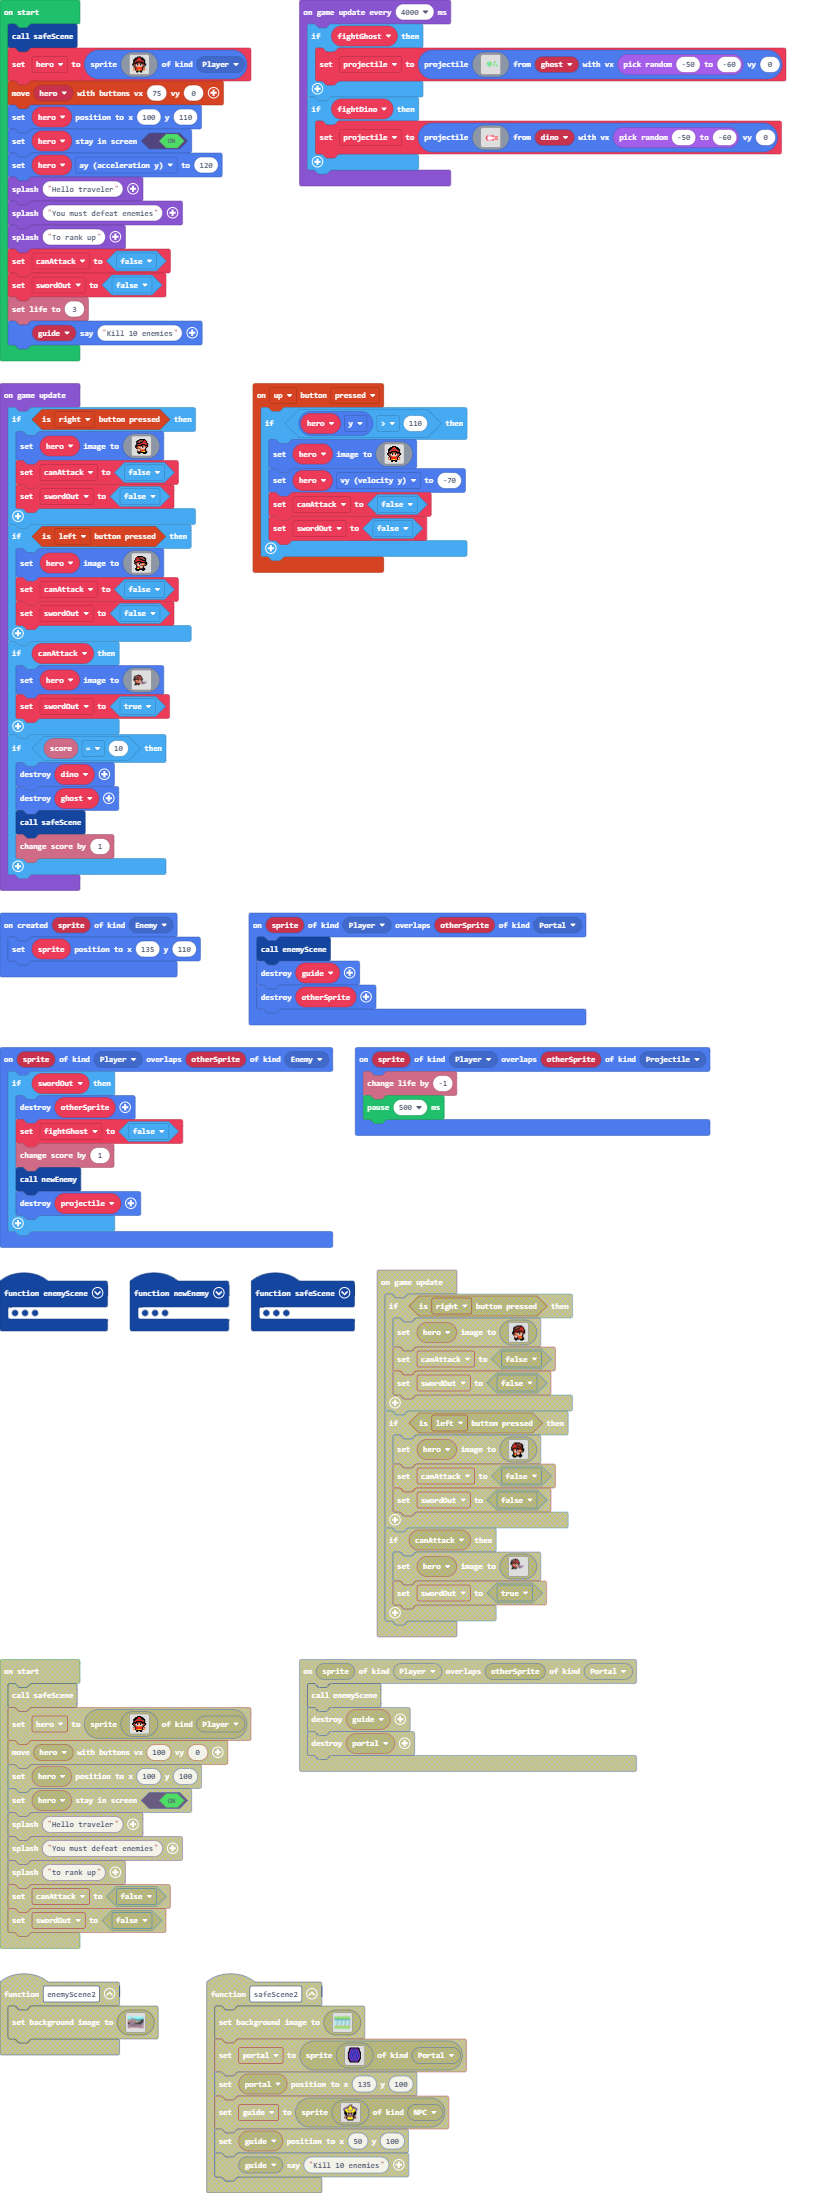 on start
call safeScene
set hero to sprite of kind Player
move hero with buttons vx 75 vy 0
set hero position to x 100 y 110
set hero stay in screen ON
set hero ay (acceleration y) to 120
splash "Hello traveler"
splash "You must defeat enemies"
splash "To rank up"
set canAttack to false
set swordOut to false
set life to 3
guide say "Kill 10 enemies"
on game update every 4000 ms
if fightGhost then
set projectile to projectile from ghost with vx pick random -50 to -60 vy 0
if fightDino then
set projectile to projectile from dino with vx pick random -50 to -60 vy 0
on game update
if is right button pressed then
set hero image to
set canAttack to false
set swordOut to false
if is left button pressed then
set hero image to
set canAttack to false
set swordOut to false
if canAttack then
set hero image to
set swordOut to true
if score = 10 then
destroy dino
destroy ghost
call safeScene
change score by 1
on up button pressed
if hero y > 110 then
set hero image to
set hero vy (velocity y) to -70
set canAttack to false
set swordOut to false
on created sprite of kind Enemy
set sprite position to x 135 y 110
on sprite of kind Player overlaps otherSprite of kind Portal
call enemyScene
destroy guide
destroy otherSprite
on sprite of kind Player overlaps otherSprite of kind Enemy
if swordOut then
destroy otherSprite
set fightGhost to false
change score by 1
call newEnemy
destroy projectile
on sprite of kind Player overlaps otherSprite of kind Projectile
change life by -1
pause 500 ms
function enemyScene
function newEnemy
function safeScene
on game update
if is right button pressed then
set hero image to
set canAttack to false
set swordOut to false
if is left button pressed then
set hero image to
set canAttack to false
set swordOut to false
if canAttack then
set hero image to
set swordOut to true
on start
call safeScene
set hero to sprite of kind Player
move hero with buttons vx 100 vy 0
set hero position to x 100 y 100
set hero stay in screen ON
splash "Hello traveler"
splash "You must defeat enemies"
splash "to rank up"
set canAttack to false
set swordOut to false
on sprite of kind Player overlaps otherSprite of kind Portal
call enemyScene
destroy guide
destroy portal
function enemyScene2
set background image to
function safeScene2
set background image to
set portal to sprite of kind Portal
set portal position to x 135 y 100
set guide to sprite of kind NPC
set guide position to x 50 y 100
guide say "Kill 10 enemies"